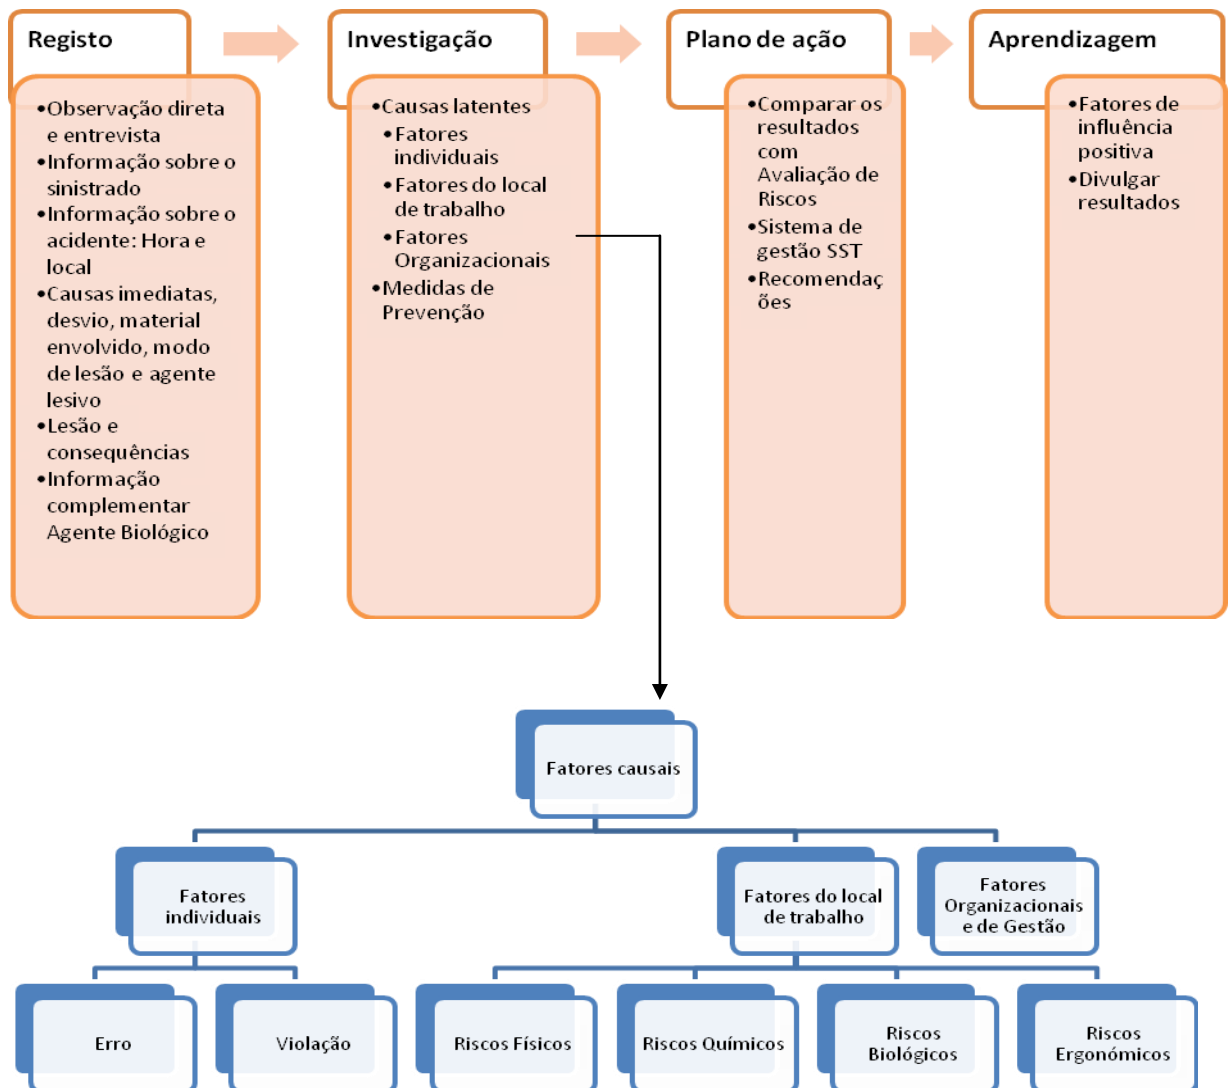 Registo
•Observação direta
e entrevista
•Informação sobre o
sinistrado
•Informação sobre o
acidente: Hora e
local
•Causas imediatas,
desvio, material
envolvido, modo
de lesão e agente
lesivo
•Lesão e
consequências
•Informação
complementar
Agente Biológico
Investigação
•Causas latentes
•Fatores
individuais
•Fatores do local
de trabalho
•Fatores
Organizacionais
•Medidas de
Prevenção
Plano de ação
•Comparar os
resultados
com
Avaliação de
Riscos
•Sistema de
gestão SST
•Recomendaç
ões
Aprendizagem
•Fatores de
influência
positiva
•Divulgar
resultados
Fatores causais
Fatores
individuais
Fatores do local
de trabalho
Fatores
Organizacionais
e de Gestão
Erro
Violação
Riscos Físicos
Riscos Químicos
Riscos
Biológicos
Riscos
Ergonómicos